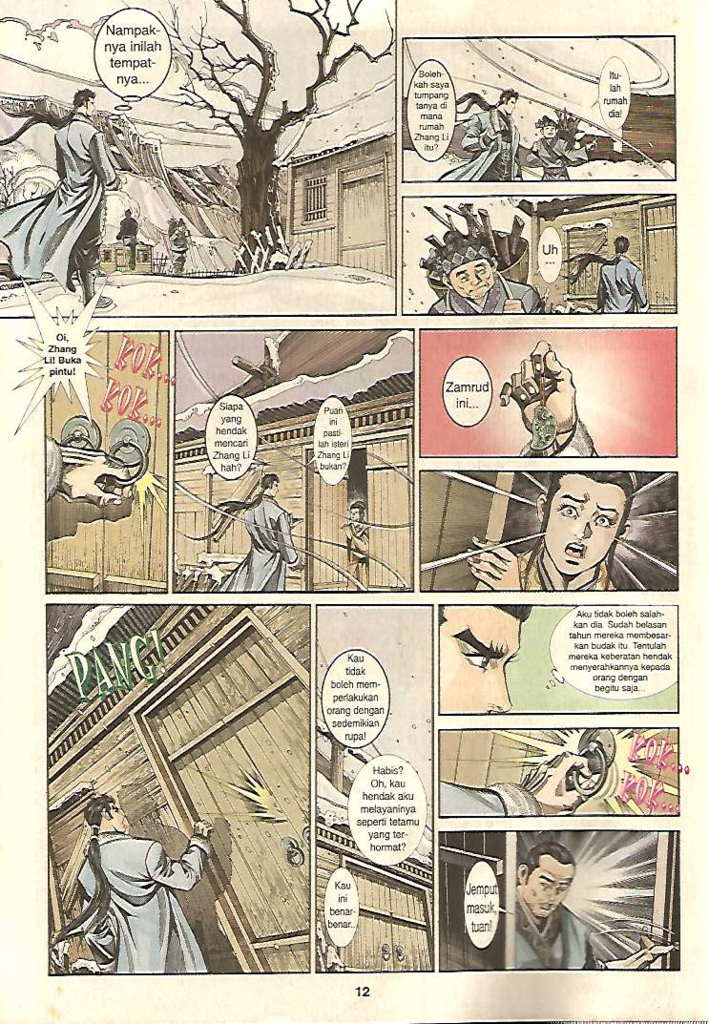 Nampak-
nya inilah
tempat-
nya...
Boleh-
kah saya
tumpang
tanya di
mana
rumah
Zhang Li
itu?
Itu-
lah
rumah
dia!
Uh
...
Oi,
Zhang
Li! Buka
pintu!
KOK...
KOK...
Siapa
yang
hendak
mencari
Zhang Li
hah?
Puan
ini
pasti-
lah isteri
Zhang Li
bukan?
Zamrud
ini...
PANG!
Kau
tidak
boleh mem-
perlakukan
orang dengan
sedemikian
rupa!
Habis?
Oh, kau
hendak aku
melayaninya
seperti tetamu
yang ter-
hormat?
Kau
ini
benar-
benar...
Aku tidak boleh salah-
kan dia. Sudah belasan
tahun mereka membesar-
kan budak itu. Tentulah
mereka keberatan hendak
menyerahkannya kepada
orang dengan
begitu saja...
KOK...
KOK...
Jemput
masuk,
tuan!
12